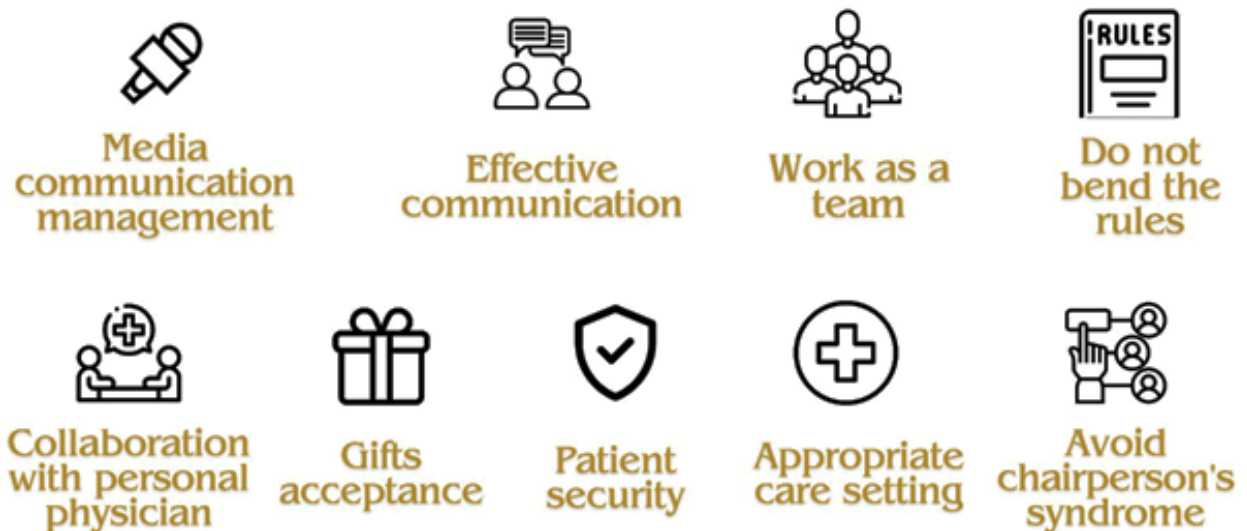 RULES
Media
communication
management
Effective
communication
Work as a
team
Do not
bend the
rules
Collaboration
with personal
physician
Gifts
acceptance
Patient
security
Appropriate
care setting
Avoid
chairperson's
syndrome